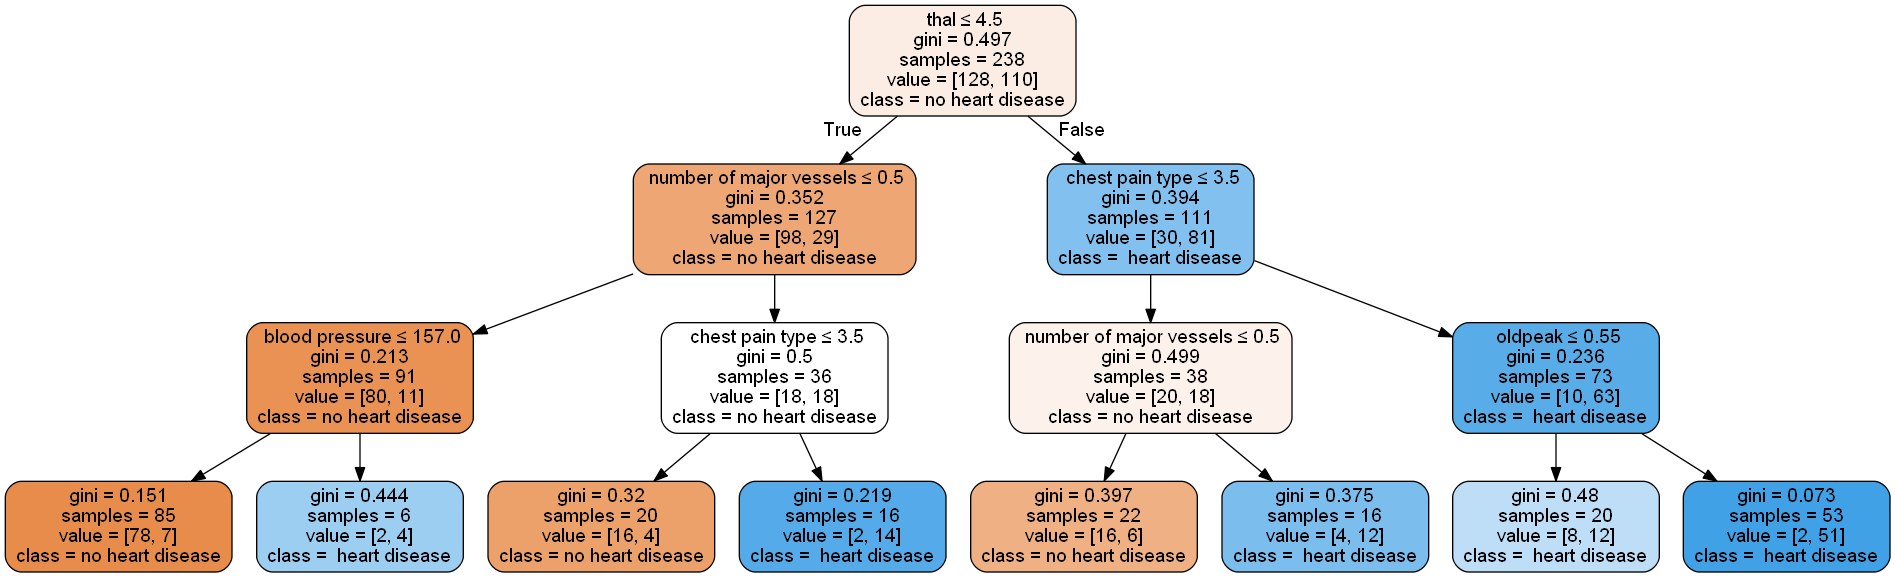 thal ≤ 4.5
gini = 0.497
samples = 238
value = [128, 110]
class = no heart disease
True
False
number of major vessels ≤ 0.5
gini = 0.352
samples = 127
value = [98, 29]
class = no heart disease
chest pain type ≤ 3.5
gini = 0.394
samples = 111
value = [30, 81]
class = heart disease
blood pressure ≤ 157.0
gini = 0.213
samples = 91
value = [80, 11]
class = no heart disease
chest pain type ≤ 3.5
gini = 0.5
samples = 36
value = [18, 18]
class = no heart disease
number of major vessels ≤ 0.5
gini = 0.499
samples = 38
value = [20, 18]
class = no heart disease
oldpeak ≤ 0.55
gini = 0.236
samples = 73
value = [10, 63]
class = heart disease
gini = 0.151
samples = 85
value = [78, 7]
class = no heart disease
gini = 0.444
samples = 6
value = [2, 4]
class = heart disease
gini = 0.32
samples = 20
value = [16, 4]
class = no heart disease
gini = 0.219
samples = 16
value = [2, 14]
class = heart disease
gini = 0.397
samples = 22
value = [16, 6]
class = no heart disease
gini = 0.375
samples = 16
value = [4, 12]
class = heart disease
gini = 0.48
samples = 20
value = [8, 12]
class = heart disease
gini = 0.073
samples = 53
value = [2, 51]
class = heart disease